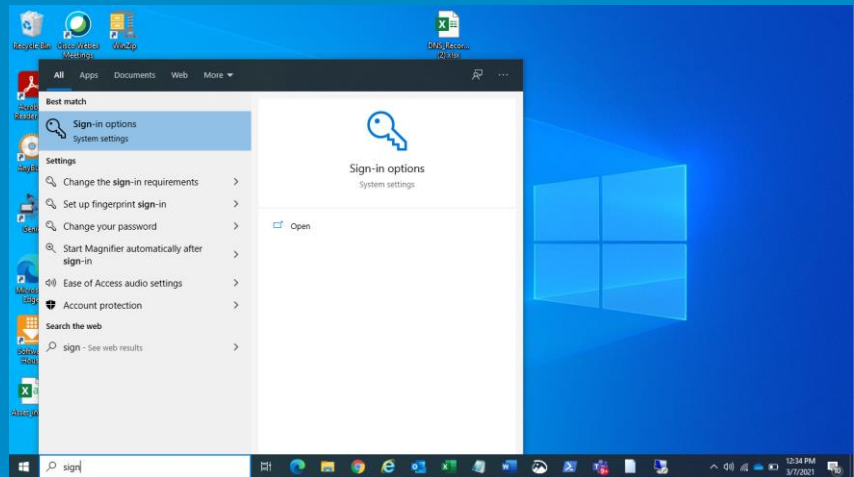 Recycle Bin
Cisco Webex
Meetings
WinZip
DNS_Recor...
(2).xlsx
All Apps Documents Web More
Best match
Sign-in options
System settings
Settings
Change the sign-in requirements
Set up fingerprint sign-in
Change your password
Start Magnifier automatically after
sign-in
Ease of Access audio settings
Account protection
Search the web
sign - See web results
Sign-in options
System settings
Open
sign
12:34 PM
3/7/2021